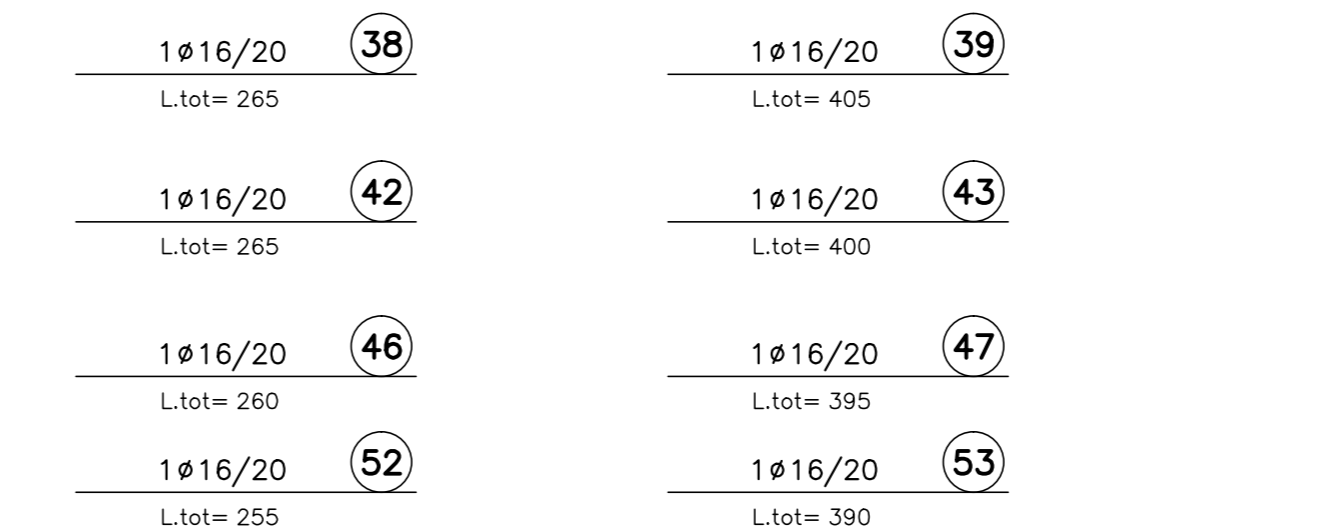 1ø16/20 38
L.tot= 265
1ø16/20 39
L.tot= 405
1ø16/20 42
L.tot= 265
1ø16/20 43
L.tot= 400
1ø16/20 46
L.tot= 260
1ø16/20 47
L.tot= 395
1ø16/20 52
L.tot= 255
1ø16/20 53
L.tot= 390